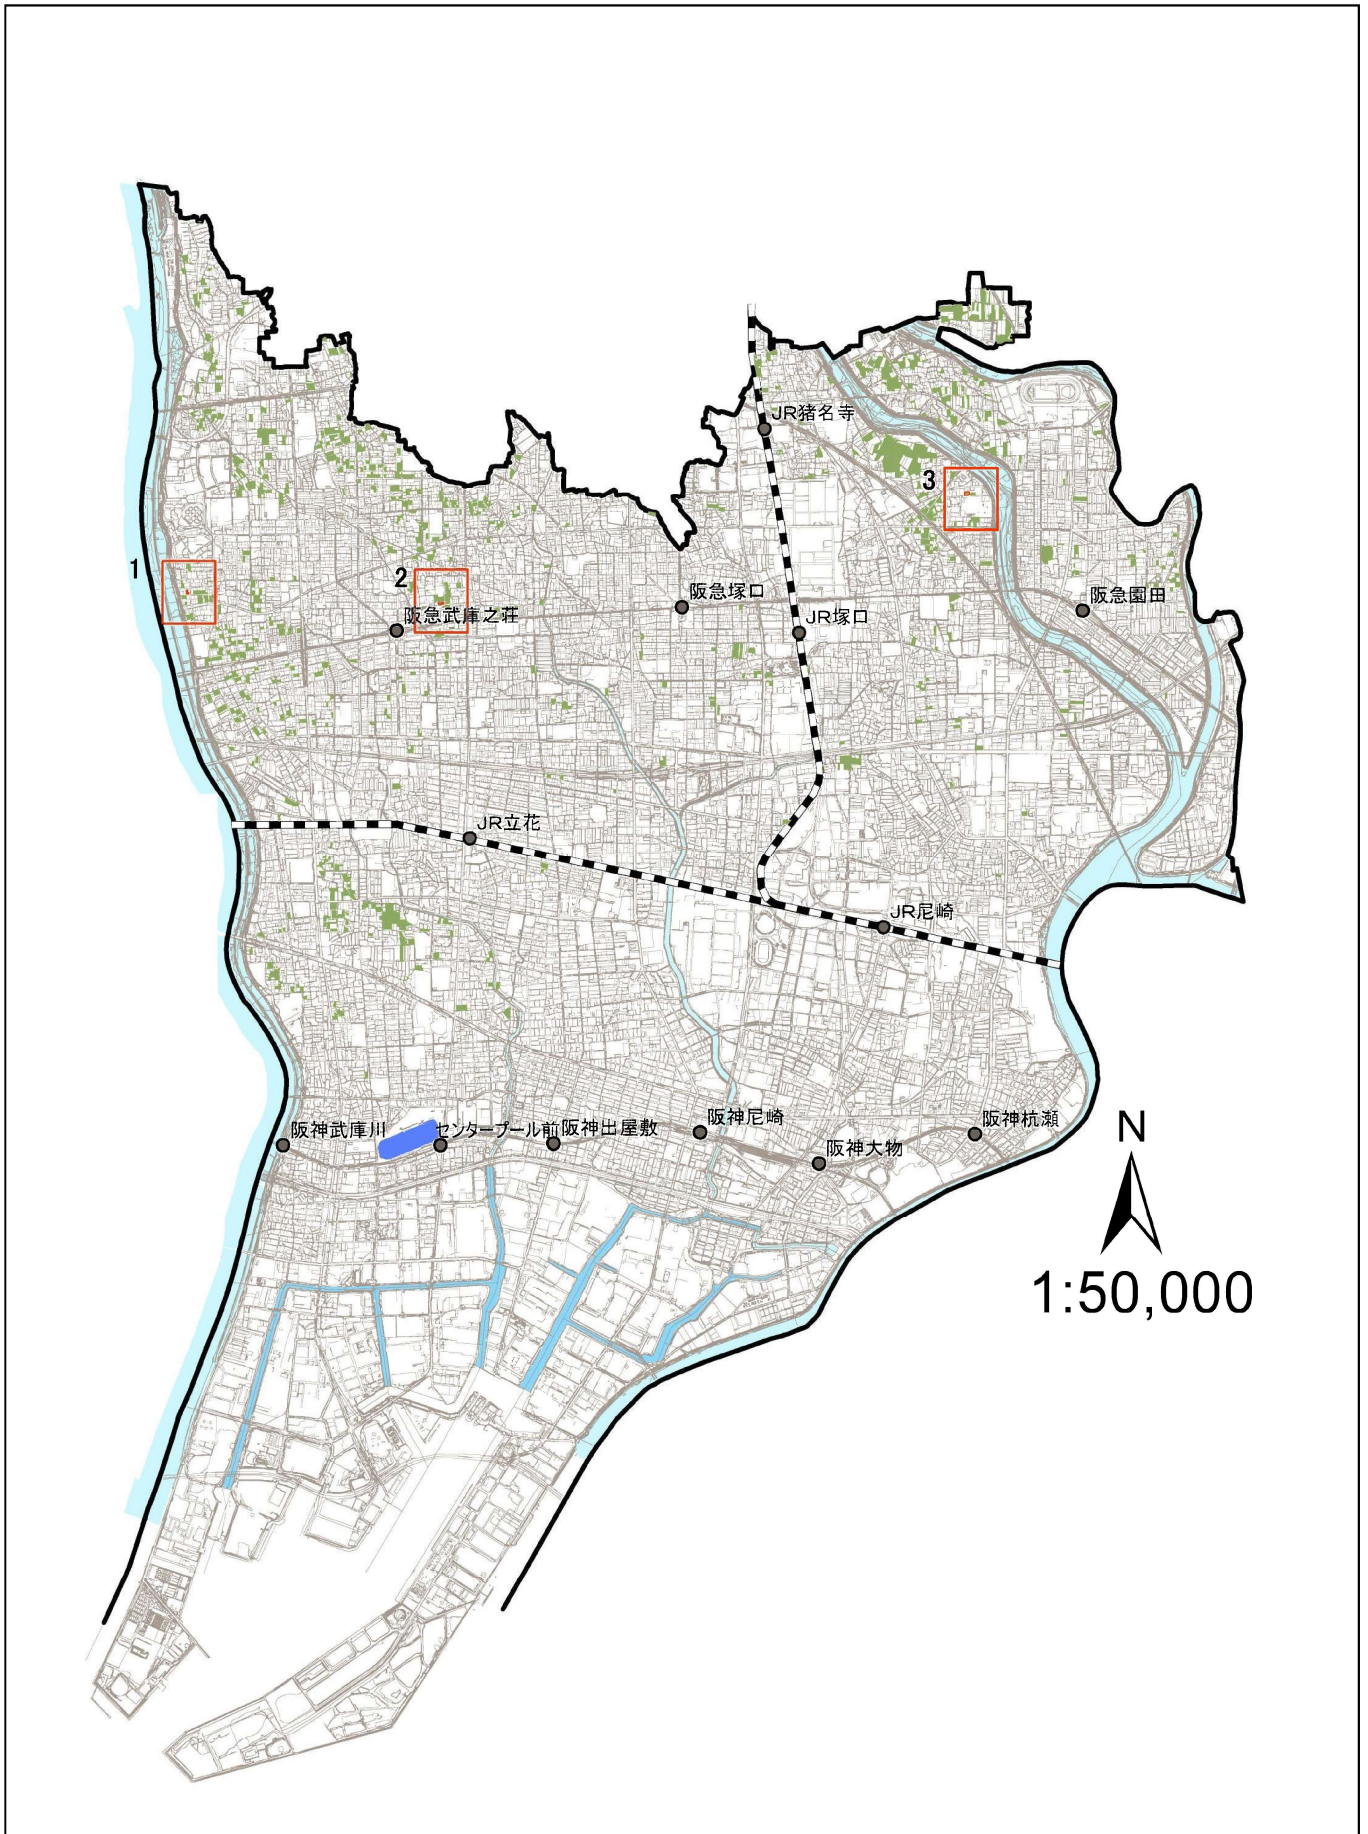 JR猪名寺
3
1
2
阪急塚口
阪急園田
阪急武庫之荘
JR塚口
JR立花
JR尼崎
阪神武庫川
センタープール前
阪神出屋敷
阪神尼崎
阪神大物
阪神杭瀬
N
1:50,000